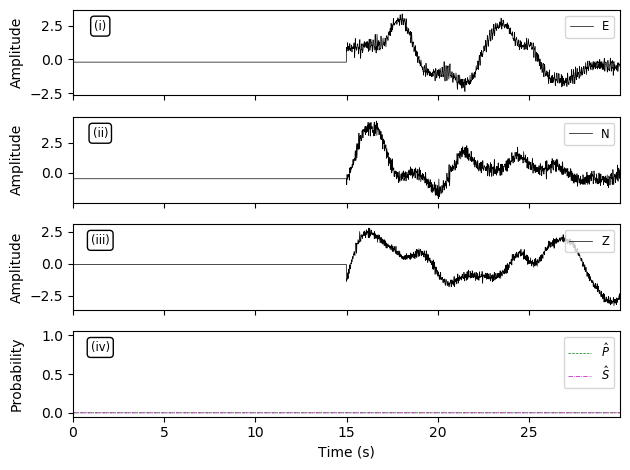 (i)
E
Amplitude
2.5
0.0
−2.5
(ii)
N
Amplitude
2.5
0.0
(iii)
Z
Amplitude
2.5
0.0
−2.5
(iv)
P̂
Ŝ
Probability
1.0
0.5
0.0
0 5 10 15 20 25
Time (s)